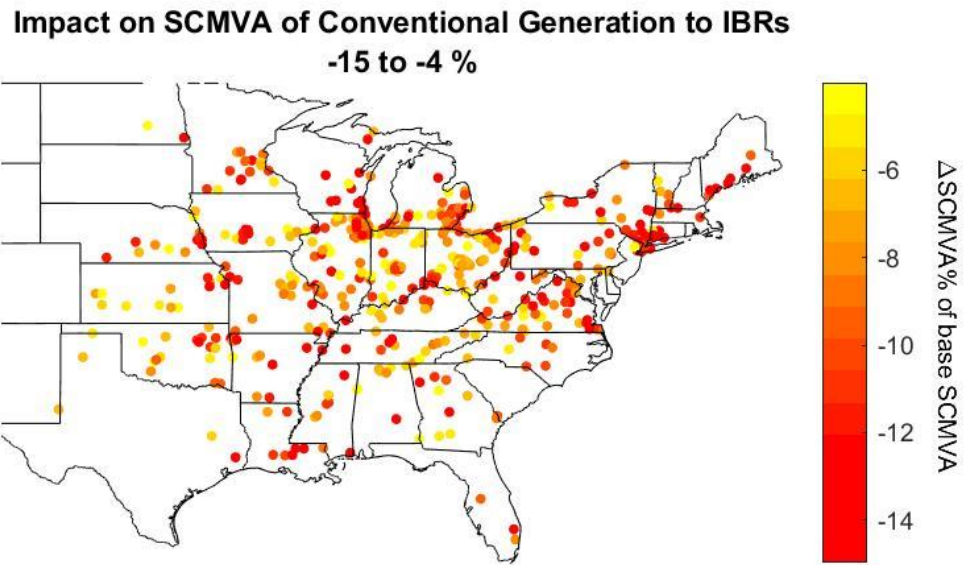 Impact on SCMVA of Conventional Generation to IBRs
-15 to -4 %
-6
-8
-10
-12
-14
ΔSCMVA% of base SCMVA